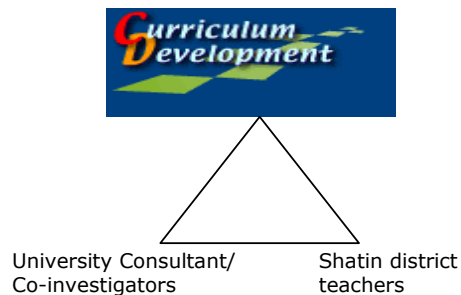 Curriculum
Development
University Consultant/
Co-investigators
Shatin district
teachers